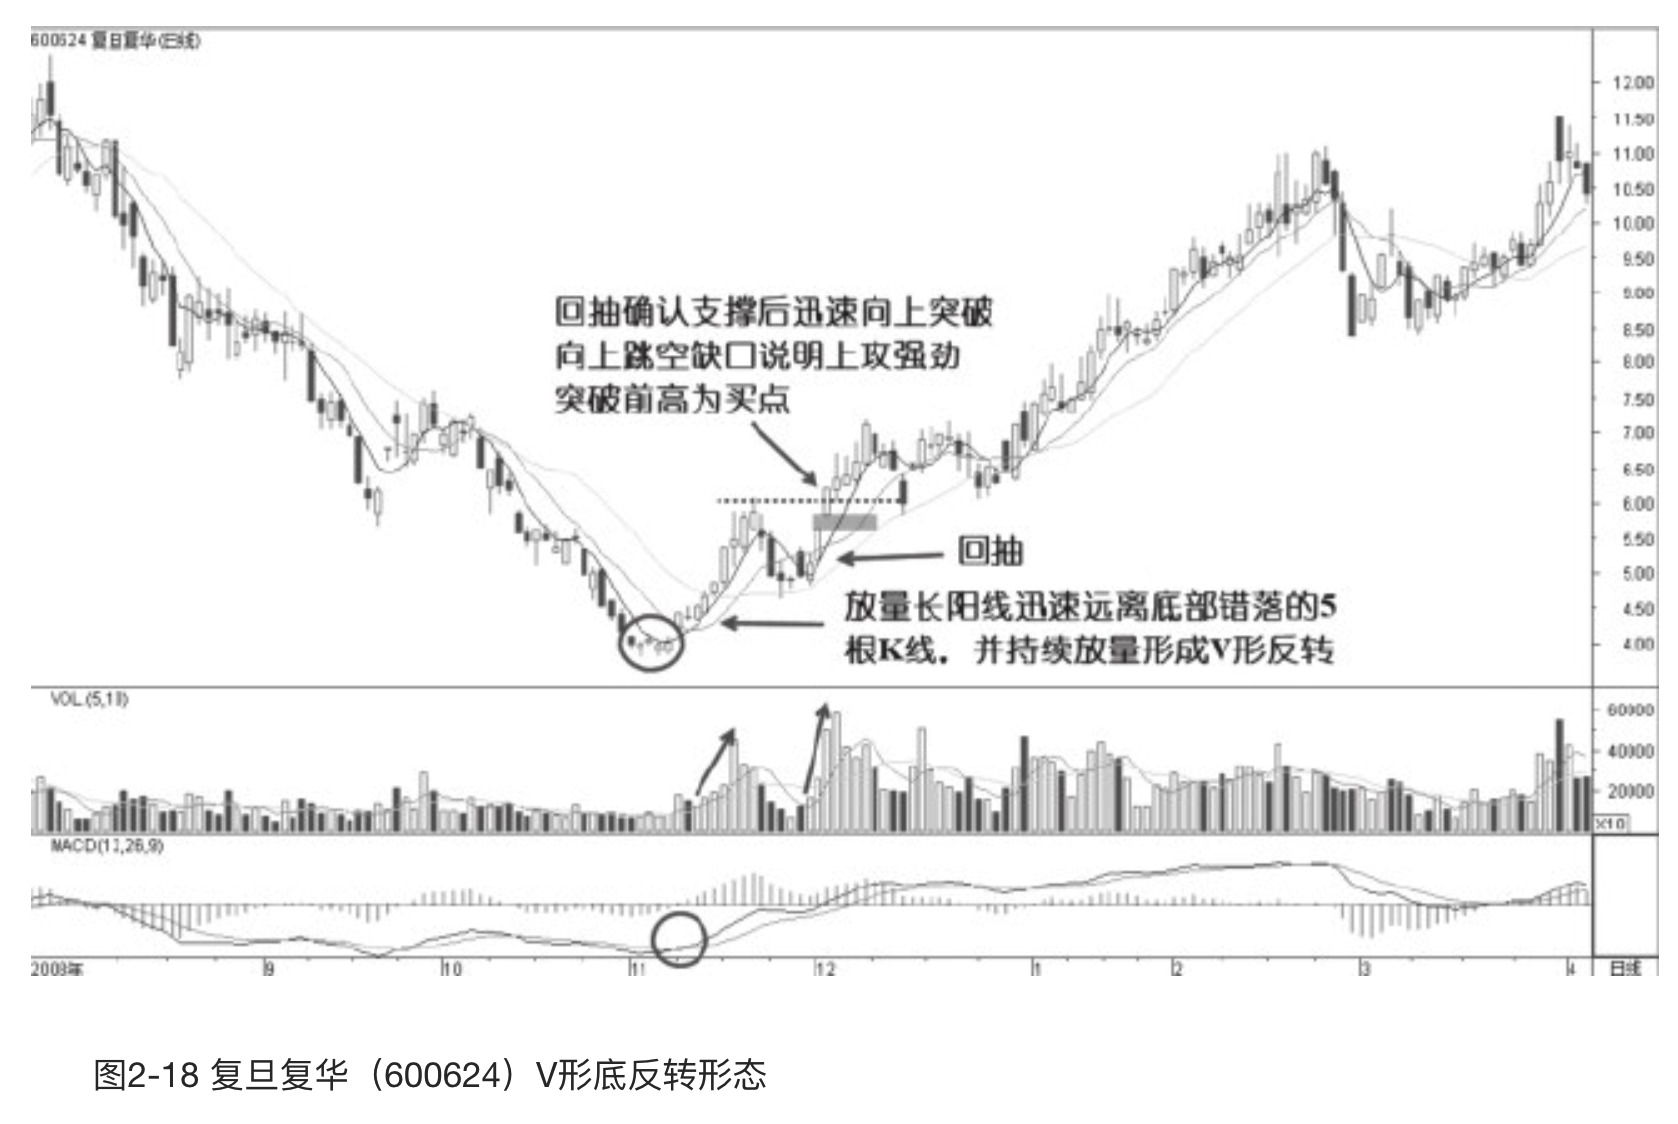 600624 复旦复华(日线)
12.00
11.50
11.00
10.50
10.00
9.50
9.00
8.50
8.00
7.50
7.00
6.50
6.00
5.50
5.00
4.50
4.00
回抽确认支撑后迅速向上突破
向上跳空缺口说明上攻强劲
突破前高为买点
回抽
放量长阳线迅速远离底部错落的5
根K线，并持续放量形成V形反转
VOL.(5,10)
60000
40000
20000
X10
MACD(12,26,9)
2008年 9 10 11 12 1 2 3 4 日线
图2-18 复旦复华（600624）V形底反转形态